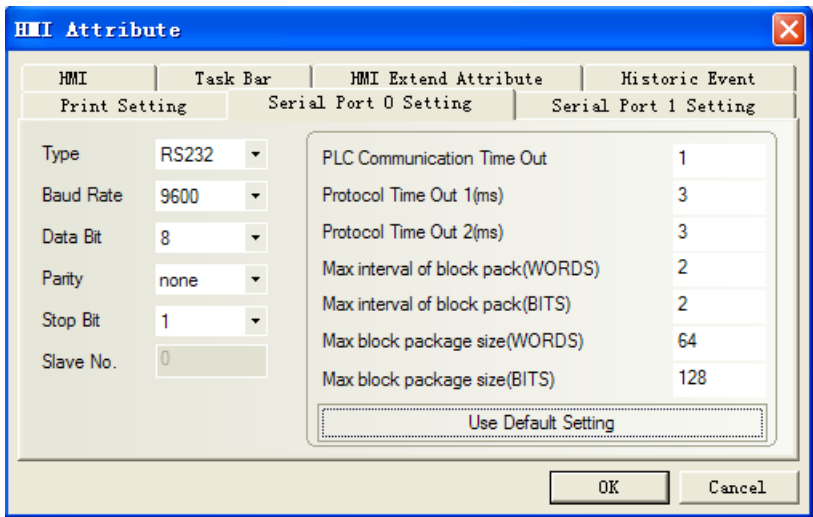 HMI Attribute
HMI Task Bar HMI Extend Attribute Historic Event
Print Setting Serial Port 0 Setting Serial Port 1 Setting
Type RS232
Baud Rate 9600
Data Bit 8
Parity none
Stop Bit 1
Slave No. 0
PLC Communication Time Out 1
Protocol Time Out 1(ms) 3
Protocol Time Out 2(ms) 3
Max interval of block pack(WORDS) 2
Max interval of block pack(BITS) 2
Max block package size(WORDS) 64
Max block package size(BITS) 128
Use Default Setting
OK Cancel